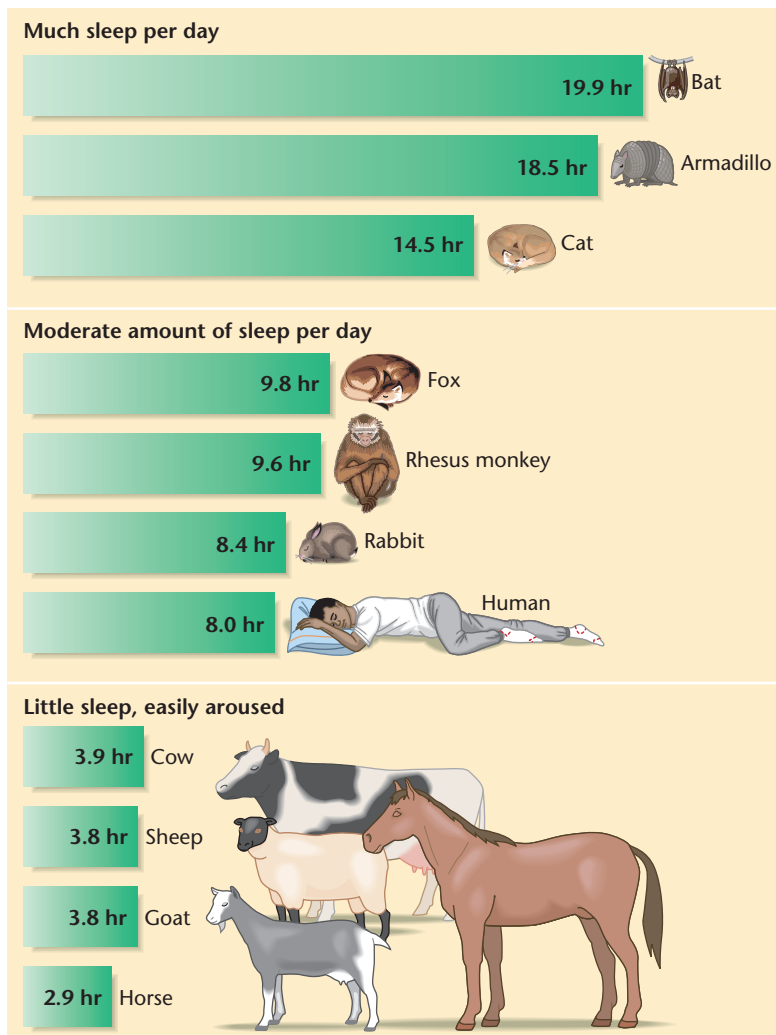 Much sleep per day
19.9 hr Bat
18.5 hr Armadillo
14.5 hr Cat
Moderate amount of sleep per day
9.8 hr Fox
9.6 hr Rhesus monkey
8.4 hr Rabbit
8.0 hr Human
Little sleep, easily aroused
3.9 hr Cow
3.8 hr Sheep
3.8 hr Goat
2.9 hr Horse